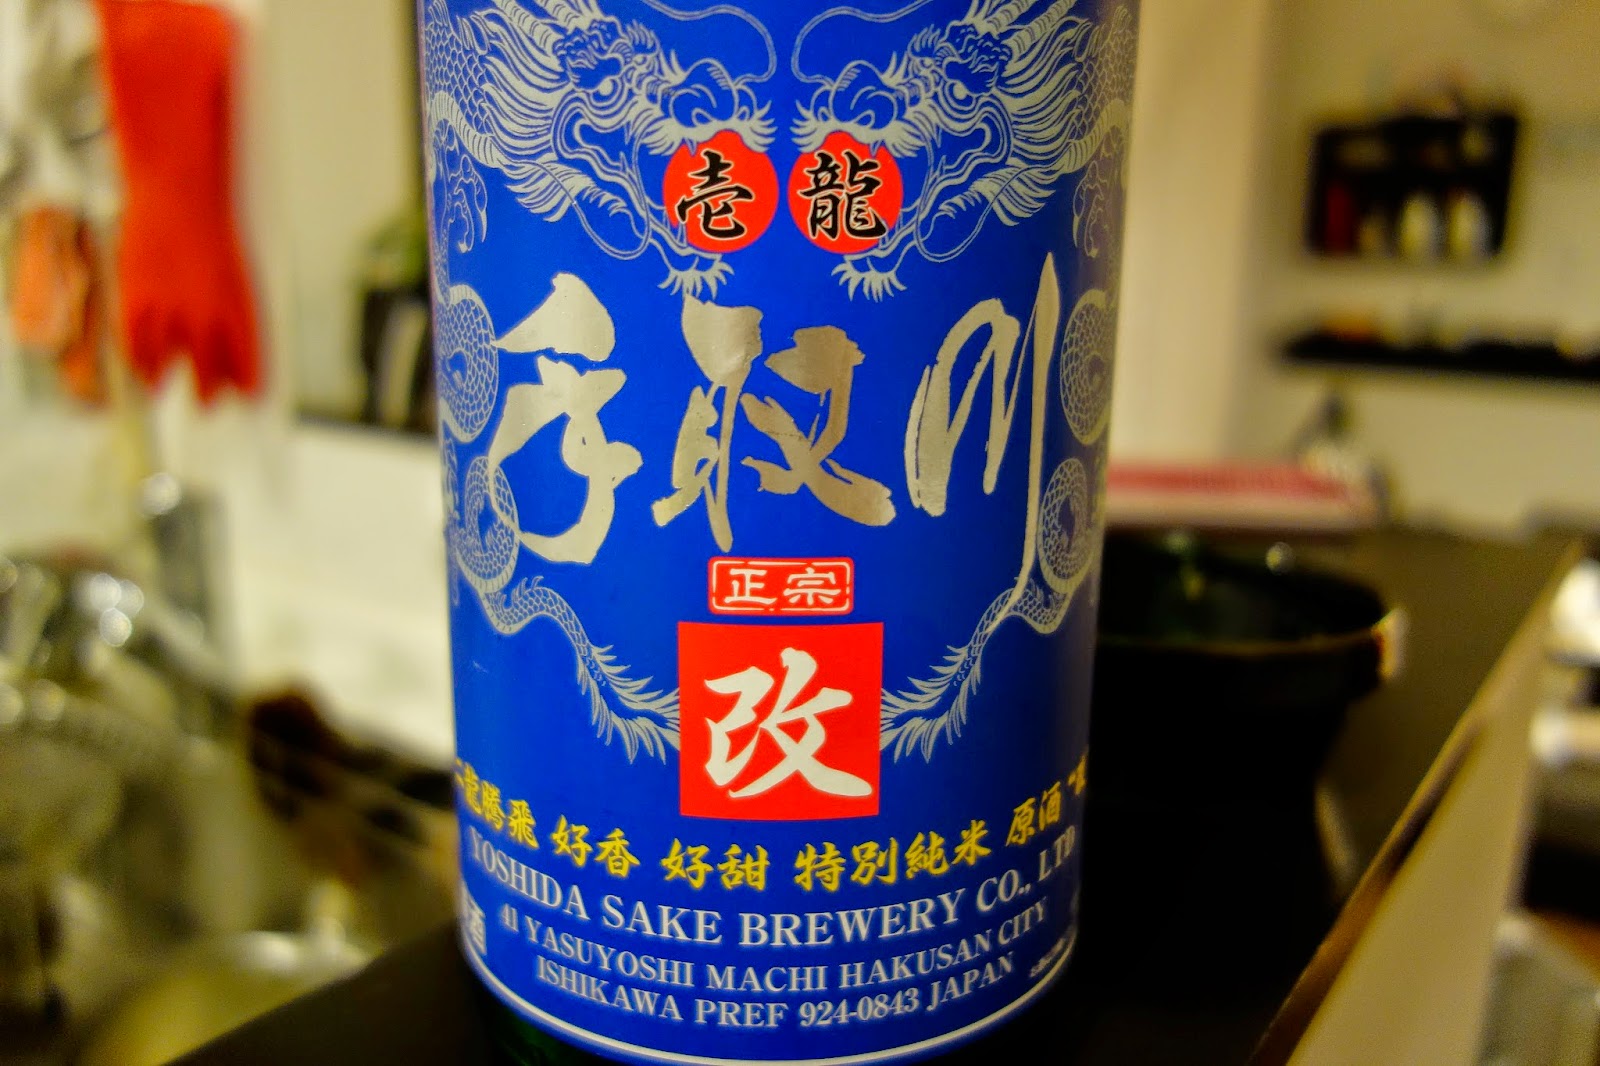 壱 龍
手取川
正宗
改
一龍騰飛 好香 好甜 特別純米 原酒
YOSHIDA SAKE BREWERY CO., LTD
41 YASUYOSHI MACHI HAKUSAN CITY
ISHIKAWA PREF 924-0843 JAPAN